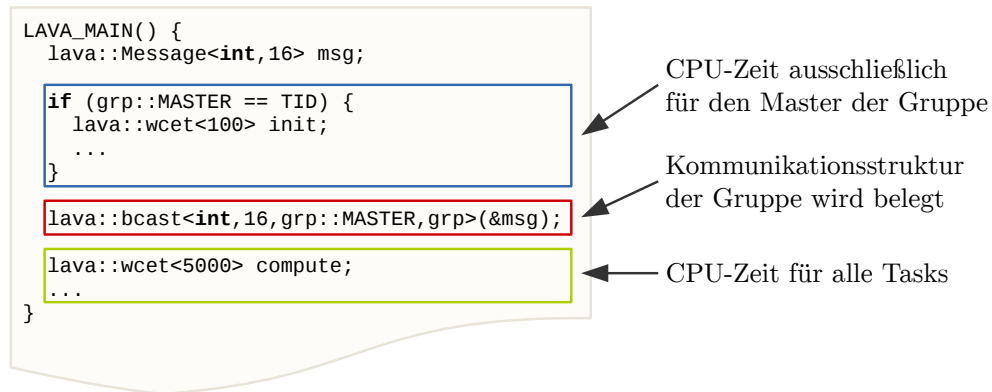 LAVA_MAIN() {
lava::Message<int,16> msg;
if (grp::MASTER == TID) {
lava::wcet<100> init;
...
}
lava::bcast<int,16,grp::MASTER,grp>(&msg);
lava::wcet<5000> compute;
...
}
CPU-Zeit ausschließlich
für den Master der Gruppe
Kommunikationsstruktur
der Gruppe wird belegt
CPU-Zeit für alle Tasks